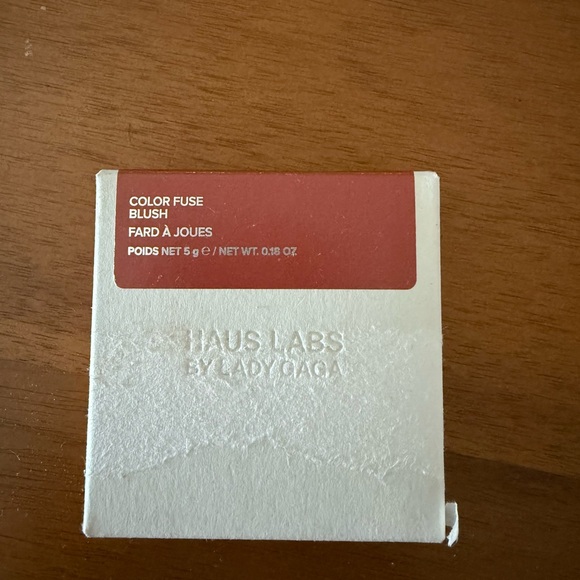 COLOR FUSE
BLUSH
FARD À JOUES
POIDS NET 5 g ℮ / NET WT. 0.18 OZ
HAUS LABS
BY LADY GAGA